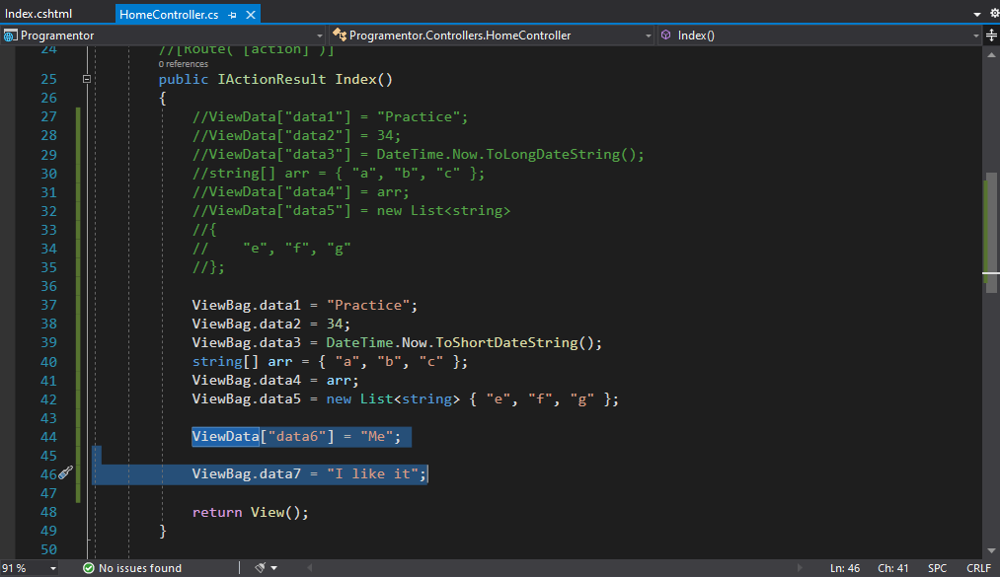 Index.cshtml
HomeController.cs
Programentor
Programentor.Controllers.HomeController
Index()
24 //[Route("[action]")]
0 references
25 public IActionResult Index()
26 {
27 //ViewData["data1"] = "Practice";
28 //ViewData["data2"] = 34;
29 //ViewData["data3"] = DateTime.Now.ToLongDateString();
30 //string[] arr = { "a", "b", "c" };
31 //ViewData["data4"] = arr;
32 //ViewData["data5"] = new List<string>
33 //{
34 // "e", "f", "g"
35 //};
36
37 ViewBag.data1 = "Practice";
38 ViewBag.data2 = 34;
39 ViewBag.data3 = DateTime.Now.ToShortDateString();
40 string[] arr = { "a", "b", "c" };
41 ViewBag.data4 = arr;
42 ViewBag.data5 = new List<string> { "e", "f", "g" };
43
44 ViewData["data6"] = "Me";
45
46 ViewBag.data7 = "I like it";
47
48 return View();
49 }
50
91 %
No issues found
Ln: 46 Ch: 41 SPC CRLF